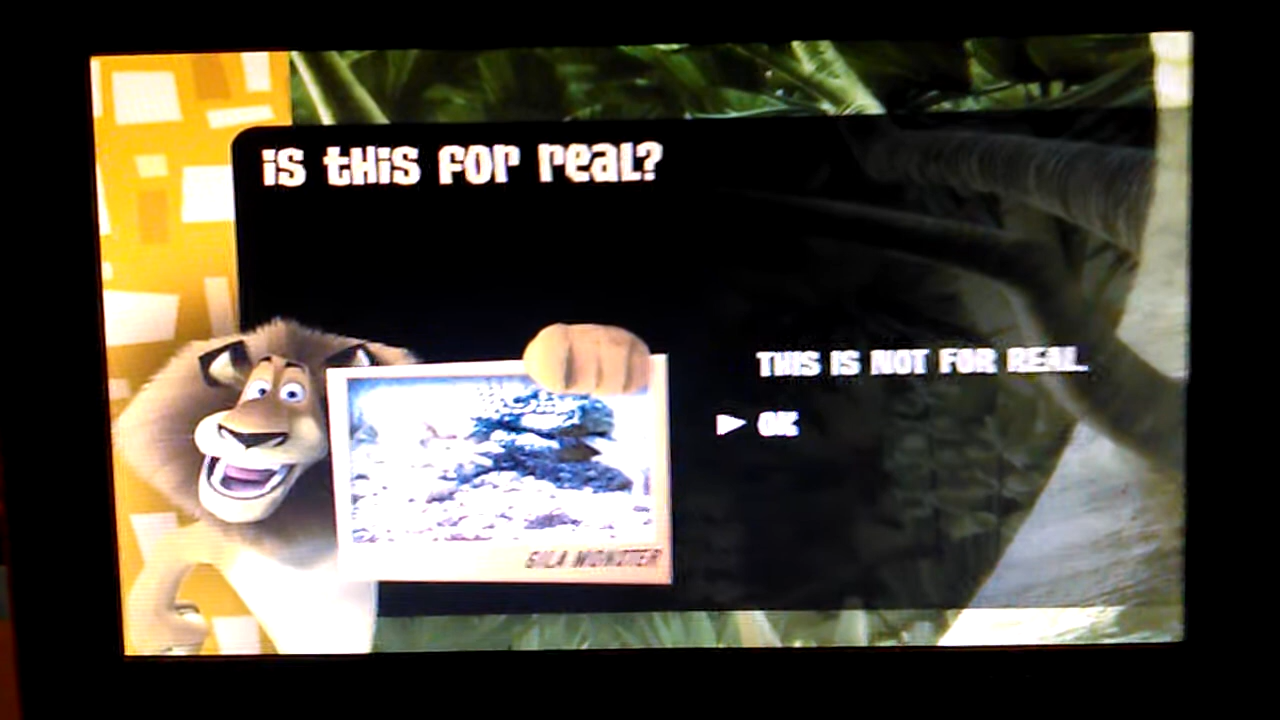 is this for real?
THIS IS NOT FOR REAL.
► OK
GILA MONSTER